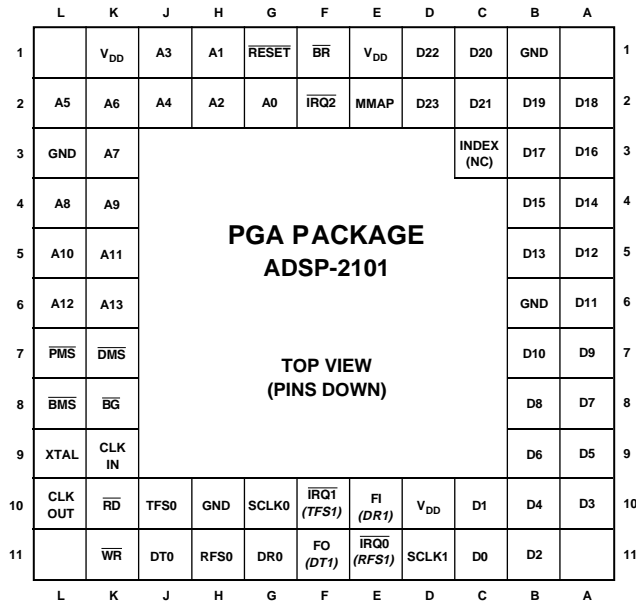 L K J H G F E D C B A
1 VDD A3 A1 RESET BR VDD D22 D20 GND 1
2 A5 A6 A4 A2 A0 IRQ2 MMAP D23 D21 D19 D18 2
3 GND A7 INDEX (NC) D17 D16 3
4 A8 A9 D15 D14 4
PGA PACKAGE
5 A10 A11 ADSP-2101 D13 D12 5
6 A12 A13 GND D11 6
7 PMS DMS TOP VIEW D10 D9 7
(PINS DOWN)
8 BMS BG D8 D7 8
9 XTAL CLK IN D6 D5 9
10 CLK OUT RD TFS0 GND SCLK0 IRQ1 (TFS1) FI (DR1) VDD D1 D4 D3 10
11 WR DT0 RFS0 DR0 FO (DT1) IRQ0 (RFS1) SCLK1 D0 D2 11
L K J H G F E D C B A